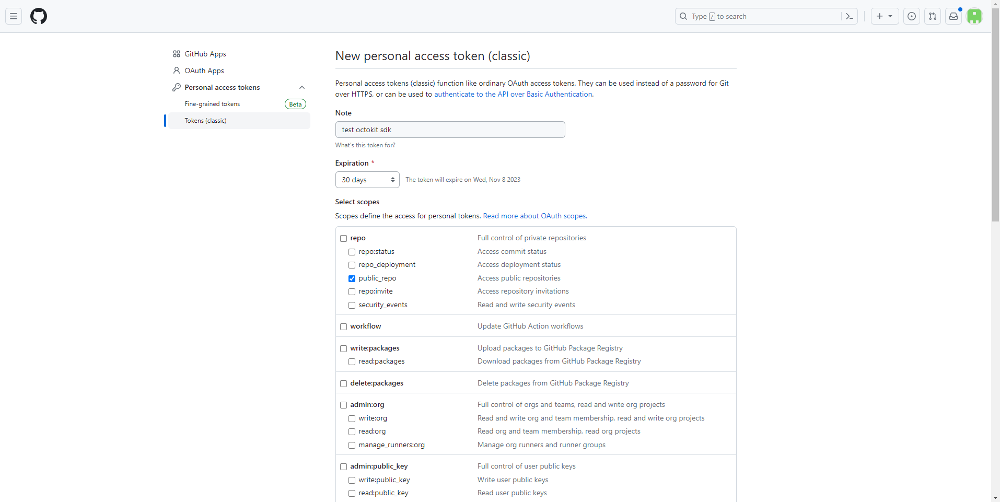 Type / to search
GitHub Apps
OAuth Apps
Personal access tokens
Fine-grained tokens Beta
Tokens (classic)
New personal access token (classic)
Personal access tokens (classic) function like ordinary OAuth access tokens. They can be used instead of a password for Git
over HTTPS, or can be used to authenticate to the API over Basic Authentication.
Note
test octokit sdk
What's this token for?
Expiration *
30 days The token will expire on Wed, Nov 8 2023
Select scopes
Scopes define the access for personal tokens. Read more about OAuth scopes.
repo Full control of private repositories
repo:status Access commit status
repo_deployment Access deployment status
public_repo Access public repositories
repo:invite Access repository invitations
security_events Read and write security events
workflow Update GitHub Action workflows
write:packages Upload packages to GitHub Package Registry
read:packages Download packages from GitHub Package Registry
delete:packages Delete packages from GitHub Package Registry
admin:org Full control of orgs and teams, read and write org projects
write:org Read and write org and team membership, read and write org projects
read:org Read org and team membership, read org projects
manage_runners:org Manage org runners and runner groups
admin:public_key Full control of user public keys
write:public_key Write user public keys
read:public_key Read user public keys